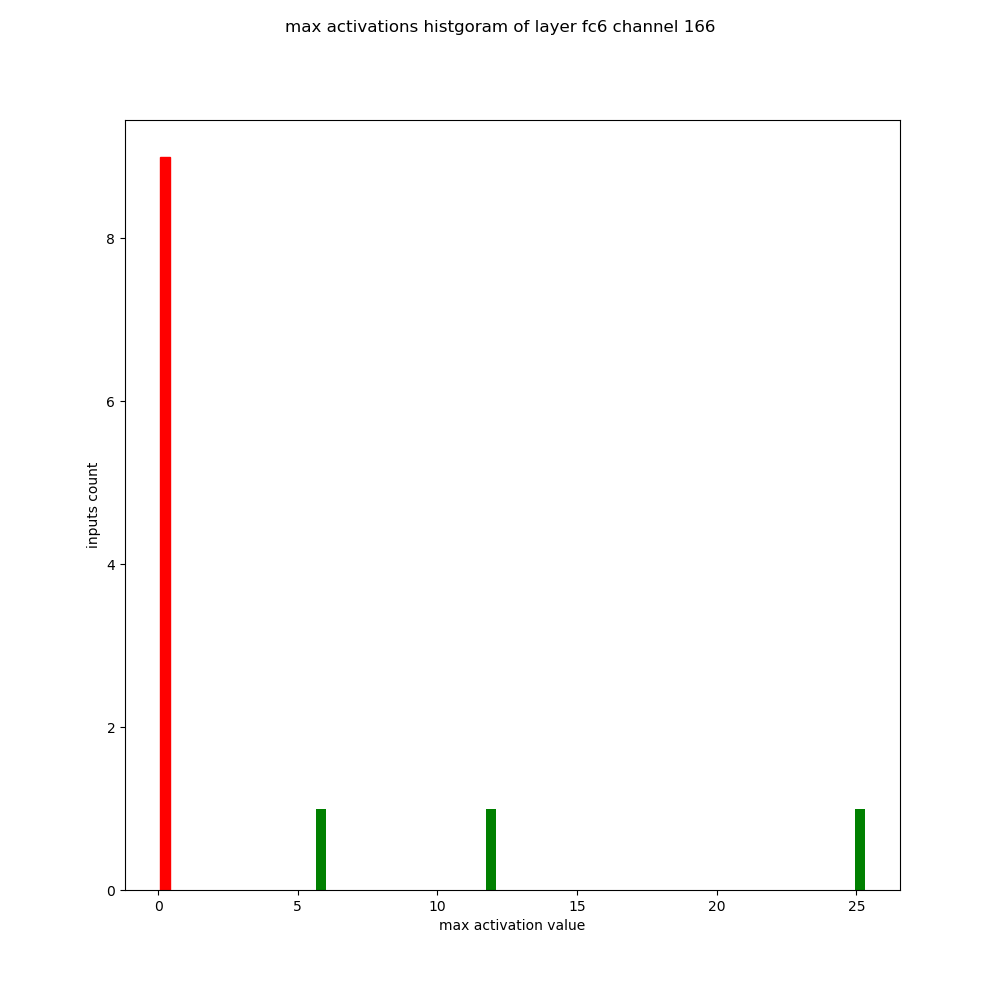 max activations histgoram of layer fc6 channel 166
inputs count
8
6
4
2
0
0 5 10 15 20 25
max activation value